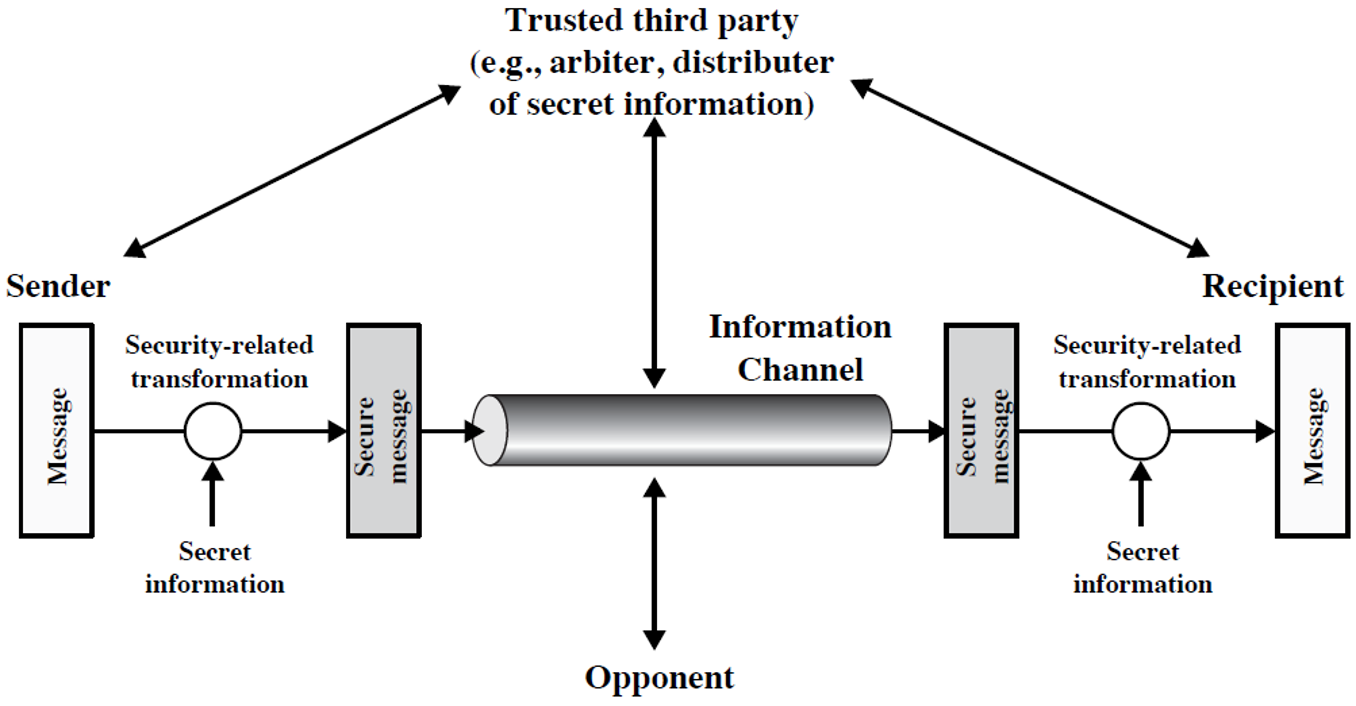 Trusted third party
(e.g., arbiter, distributer
of secret information)
Sender
Recipient
Information
Channel
Security-related
transformation
Security-related
transformation
Message
Secure
message
Secure
message
Message
Secret
information
Secret
information
Opponent